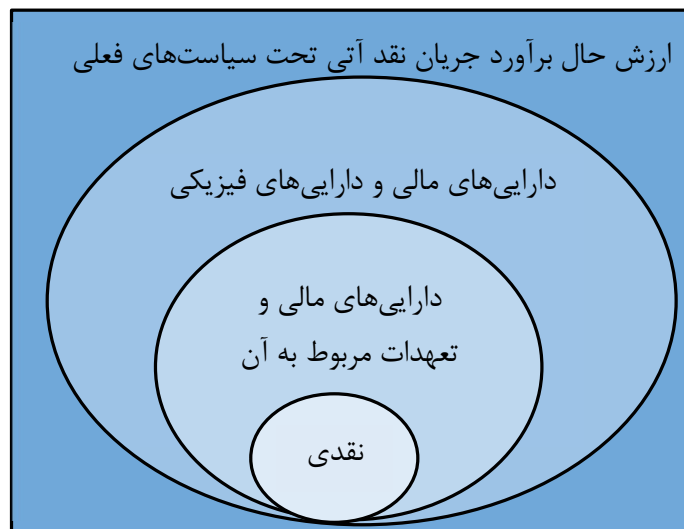 ارزش حال برآورد جریان نقد آتی تحت سیاست‌های فعلی
دارایی‌های مالی و دارایی‌های فیزیکی
دارایی‌های مالی و
تعهدات مربوط به آن
نقدی